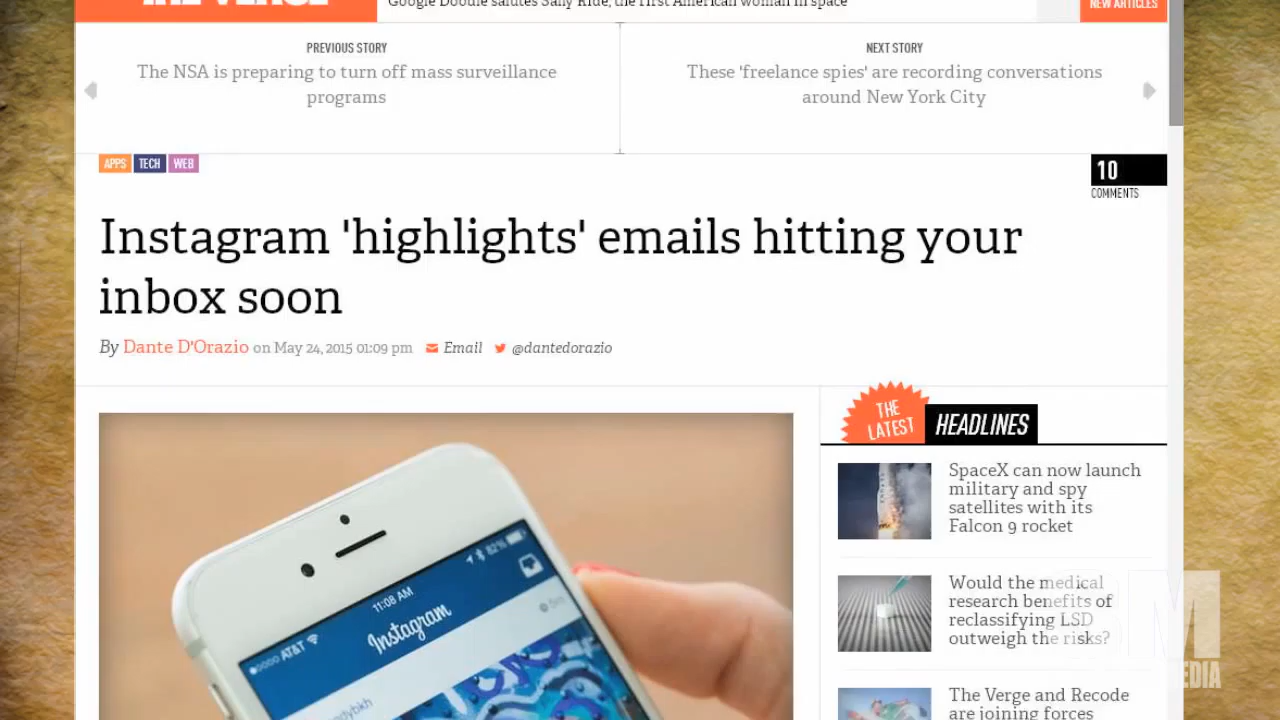 THE VERGE
Google Doodle salutes Sally Ride, the first American woman in space
NEW ARTICLES
PREVIOUS STORY
The NSA is preparing to turn off mass surveillance
programs
NEXT STORY
These 'freelance spies' are recording conversations
around New York City
APPS TECH WEB
10
COMMENTS
Instagram 'highlights' emails hitting your
inbox soon
By Dante D'Orazio on May 24, 2015 01:09 pm Email @dantedorazio
THE
LATEST
HEADLINES
SpaceX can now launch
military and spy
satellites with its
Falcon 9 rocket
Would the medical
research benefits of
reclassifying LSD
outweigh the risks?
The Verge and Recode
are joining forces
AT&T
11:08 AM
82%
Instagram
5m